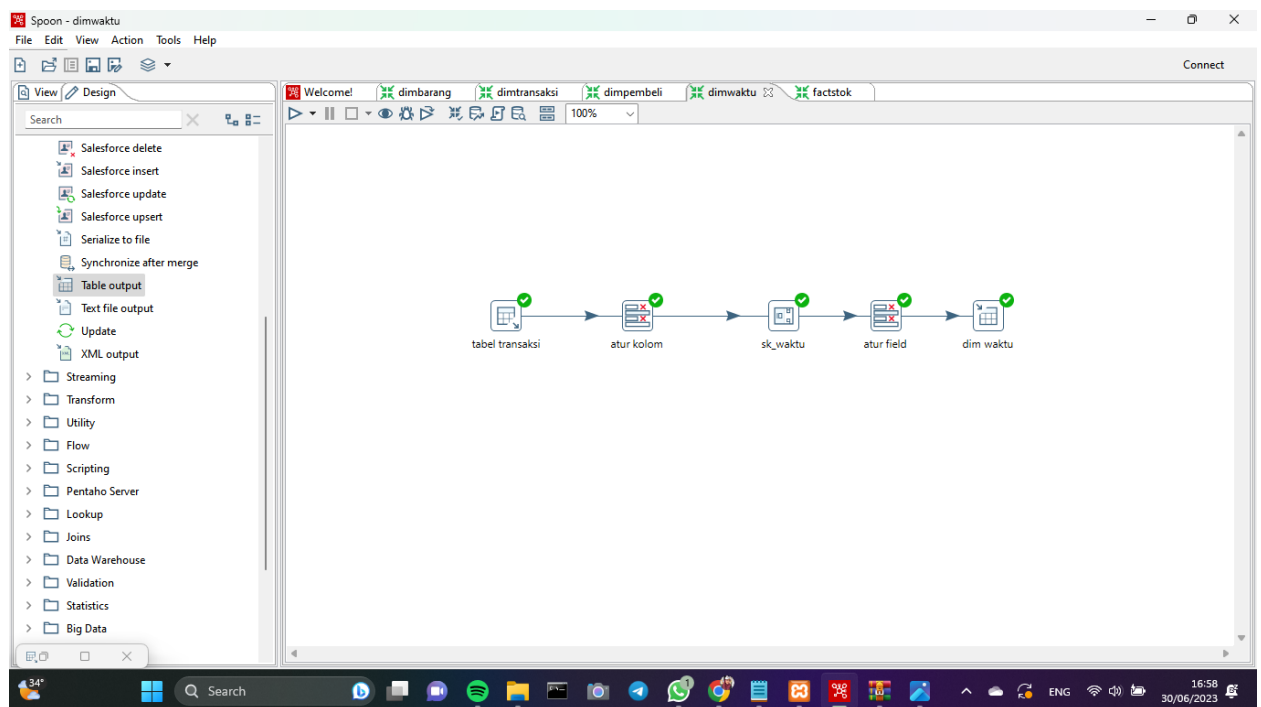 Spoon - dimwaktu
File Edit View Action Tools Help
Connect
View Design
Welcome! dimbarang dimtransaksi dimpembeli dimwaktu factstok
Search
100%
Salesforce delete
Salesforce insert
Salesforce update
Salesforce upsert
Serialize to file
Synchronize after merge
Table output
Text file output
Update
XML output
Streaming
Transform
Utility
Flow
Scripting
Pentaho Server
Lookup
Joins
Data Warehouse
Validation
Statistics
Big Data
tabel transaksi atur kolom sk_waktu atur field dim waktu
34°
Search
ENG
16:58
30/06/2023